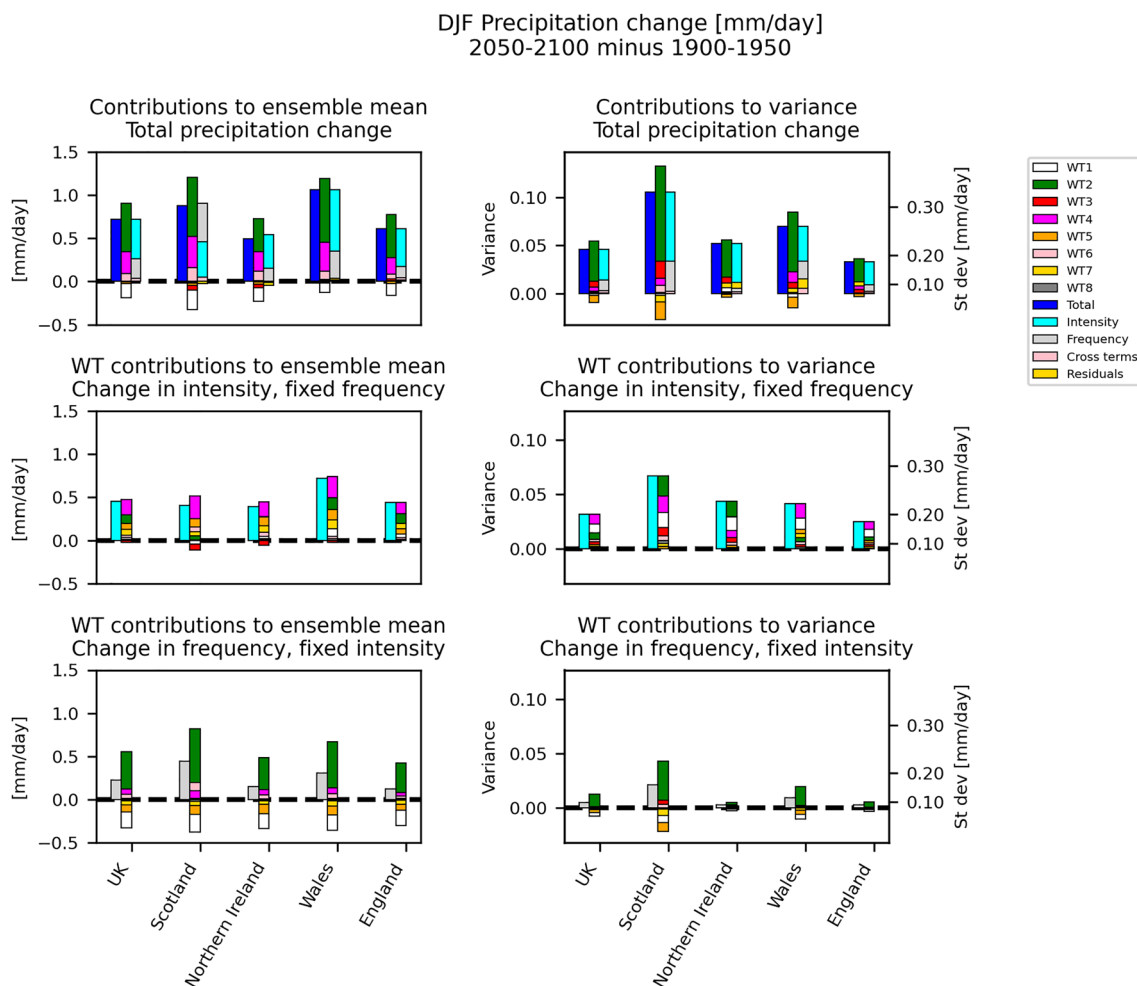 DJF Precipitation change [mm/day]
2050-2100 minus 1900-1950
Contributions to ensemble mean
Total precipitation change
1.5
1.0
0.5
0.0
−0.5
[mm/day]
Contributions to variance
Total precipitation change
0.10
0.05
0.00
Variance
0.30
0.20
0.10
St dev [mm/day]
WT1
WT2
WT3
WT4
WT5
WT6
WT7
WT8
Total
Intensity
Frequency
Cross terms
Residuals
WT contributions to ensemble mean
Change in intensity, fixed frequency
1.5
1.0
0.5
0.0
−0.5
[mm/day]
WT contributions to variance
Change in intensity, fixed frequency
0.10
0.05
0.00
Variance
0.30
0.20
0.10
St dev [mm/day]
WT contributions to ensemble mean
Change in frequency, fixed intensity
1.5
1.0
0.5
0.0
−0.5
[mm/day]
UK
Scotland
Northern Ireland
Wales
England
WT contributions to variance
Change in frequency, fixed intensity
0.10
0.05
0.00
Variance
0.30
0.20
0.10
St dev [mm/day]
UK
Scotland
Northern Ireland
Wales
England